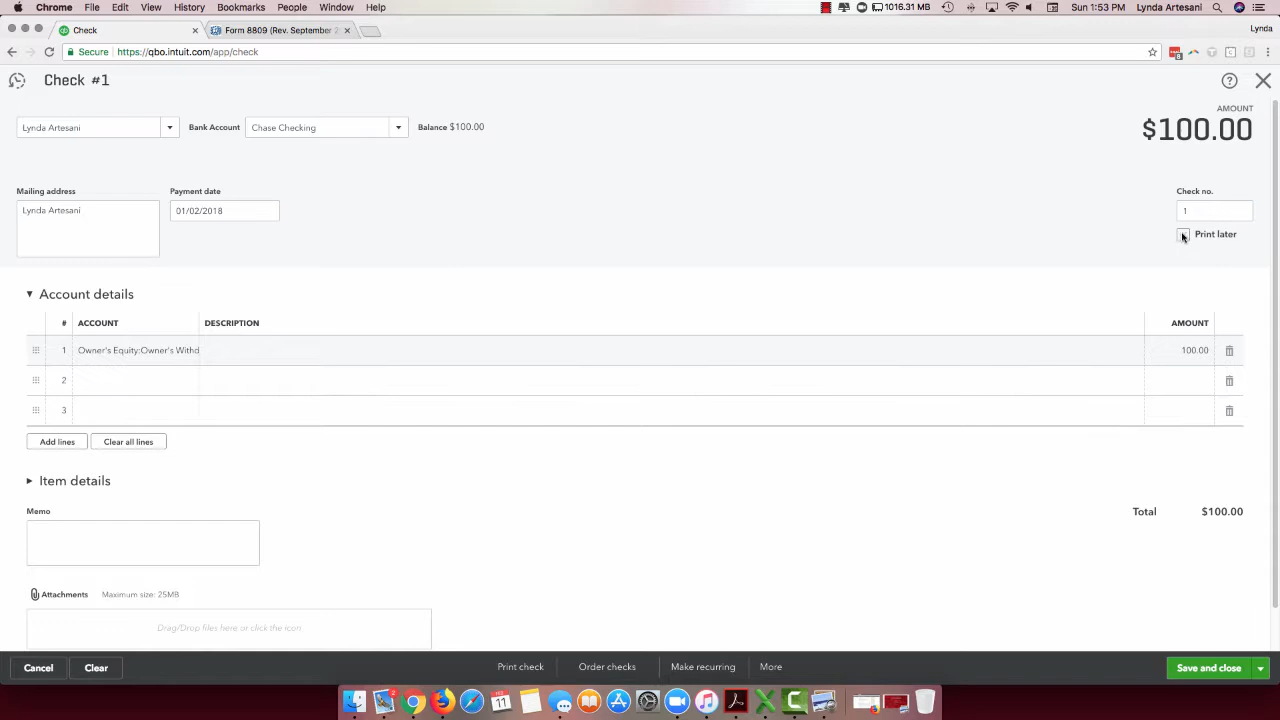 Chrome File Edit View History Bookmarks People Window Help 1016.31 MB Sun 1:53 PM Lynda Artesani
Check Form 8809 (Rev. September 2 Lynda
Secure https://qbo.intuit.com/app/check
Check #1
AMOUNT
$100.00
Lynda Artesani Bank Account Chase Checking Balance $100.00
Mailing address Payment date Check no.
Lynda Artesani 01/02/2018 1
Print later
Account details
# ACCOUNT DESCRIPTION AMOUNT
1 Owner's Equity:Owner's Withd 100.00
2
3
Add lines Clear all lines
Item details
Memo Total $100.00
Attachments Maximum size: 25MB
Drag/Drop files here or click the icon
Cancel Clear Print check Order checks Make recurring More Save and close